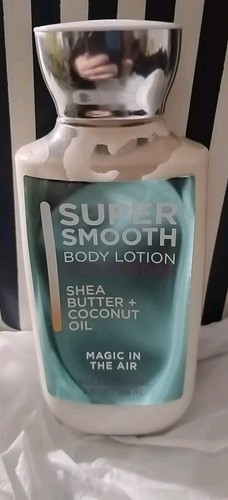 SUPER
SMOOTH
BODY LOTION
SHEA
BUTTER +
COCONUT
OIL
MAGIC IN
THE AIR